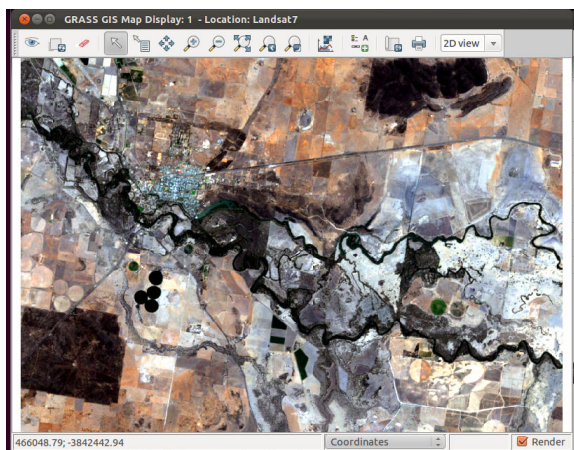 GRASS GIS Map Display: 1 - Location: Landsat7
2D view
466048.79; -3842442.94
Coordinates
Render